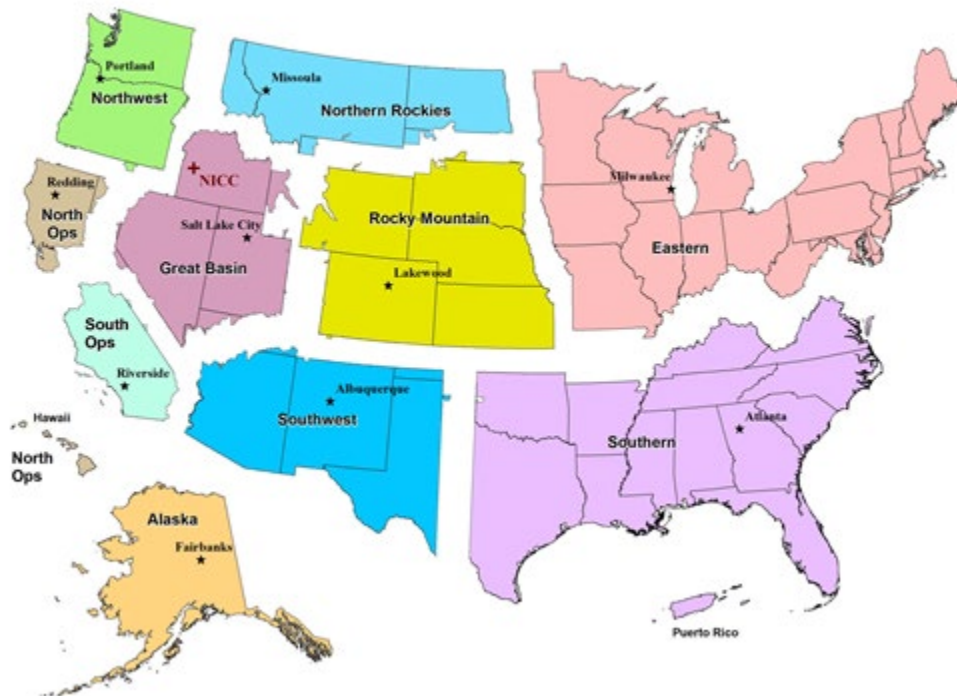 Portland
Northwest
Missoula
Northern Rockies
Redding
North
Ops
NICC
Salt Lake City
Great Basin
Rocky Mountain
Lakewood
Milwaukee
Eastern
South
Ops
Riverside
Albuquerque
Southwest
Atlanta
Southern
Hawaii
North
Ops
Alaska
Fairbanks
Puerto Rico